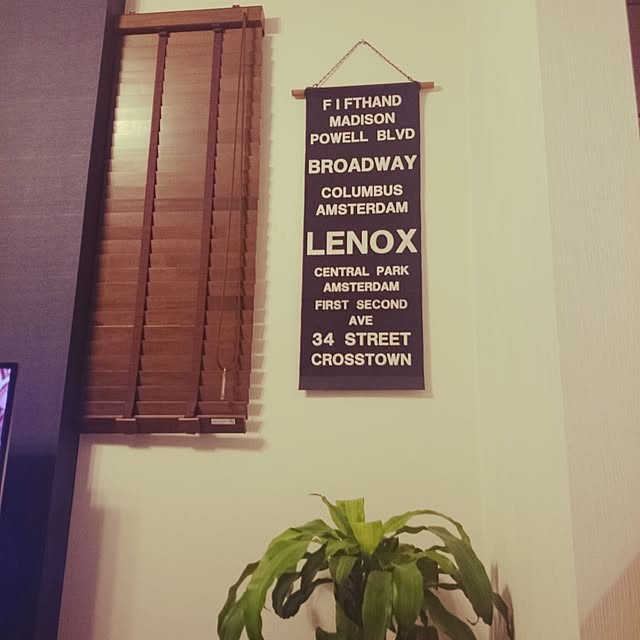 F I FTHAND
MADISON
POWELL BLVD
BROADWAY
COLUMBUS
AMSTERDAM
LENOX
CENTRAL PARK
AMSTERDAM
FIRST SECOND
AVE
34 STREET
CROSSTOWN